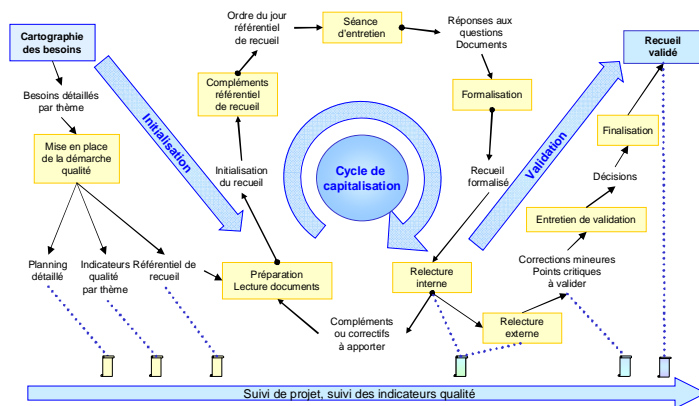 Cartographie
des besoins
Besoins détaillés
par thème
Mise en place
de la démarche
qualité
Planning
détaillé
Indicateurs
qualité
par thème
Référentiel de
recueil
Initialisation
Préparation
Lecture documents
Initialisation
du recueil
Compléments
référentiel
de recueil
Ordre du jour
référentiel
de recueil
Séance
d'entretien
Réponses aux
questions
Documents
Formalisation
Recueil
formalisé
Cycle de
capitalisation
Relecture
interne
Compléments
ou correctifs
à apporter
Relecture
externe
Corrections mineures
Points critiques
à valider
Entretien de validation
Décisions
Finalisation
Validation
Recueil
validé
Suivi de projet, suivi des indicateurs qualité